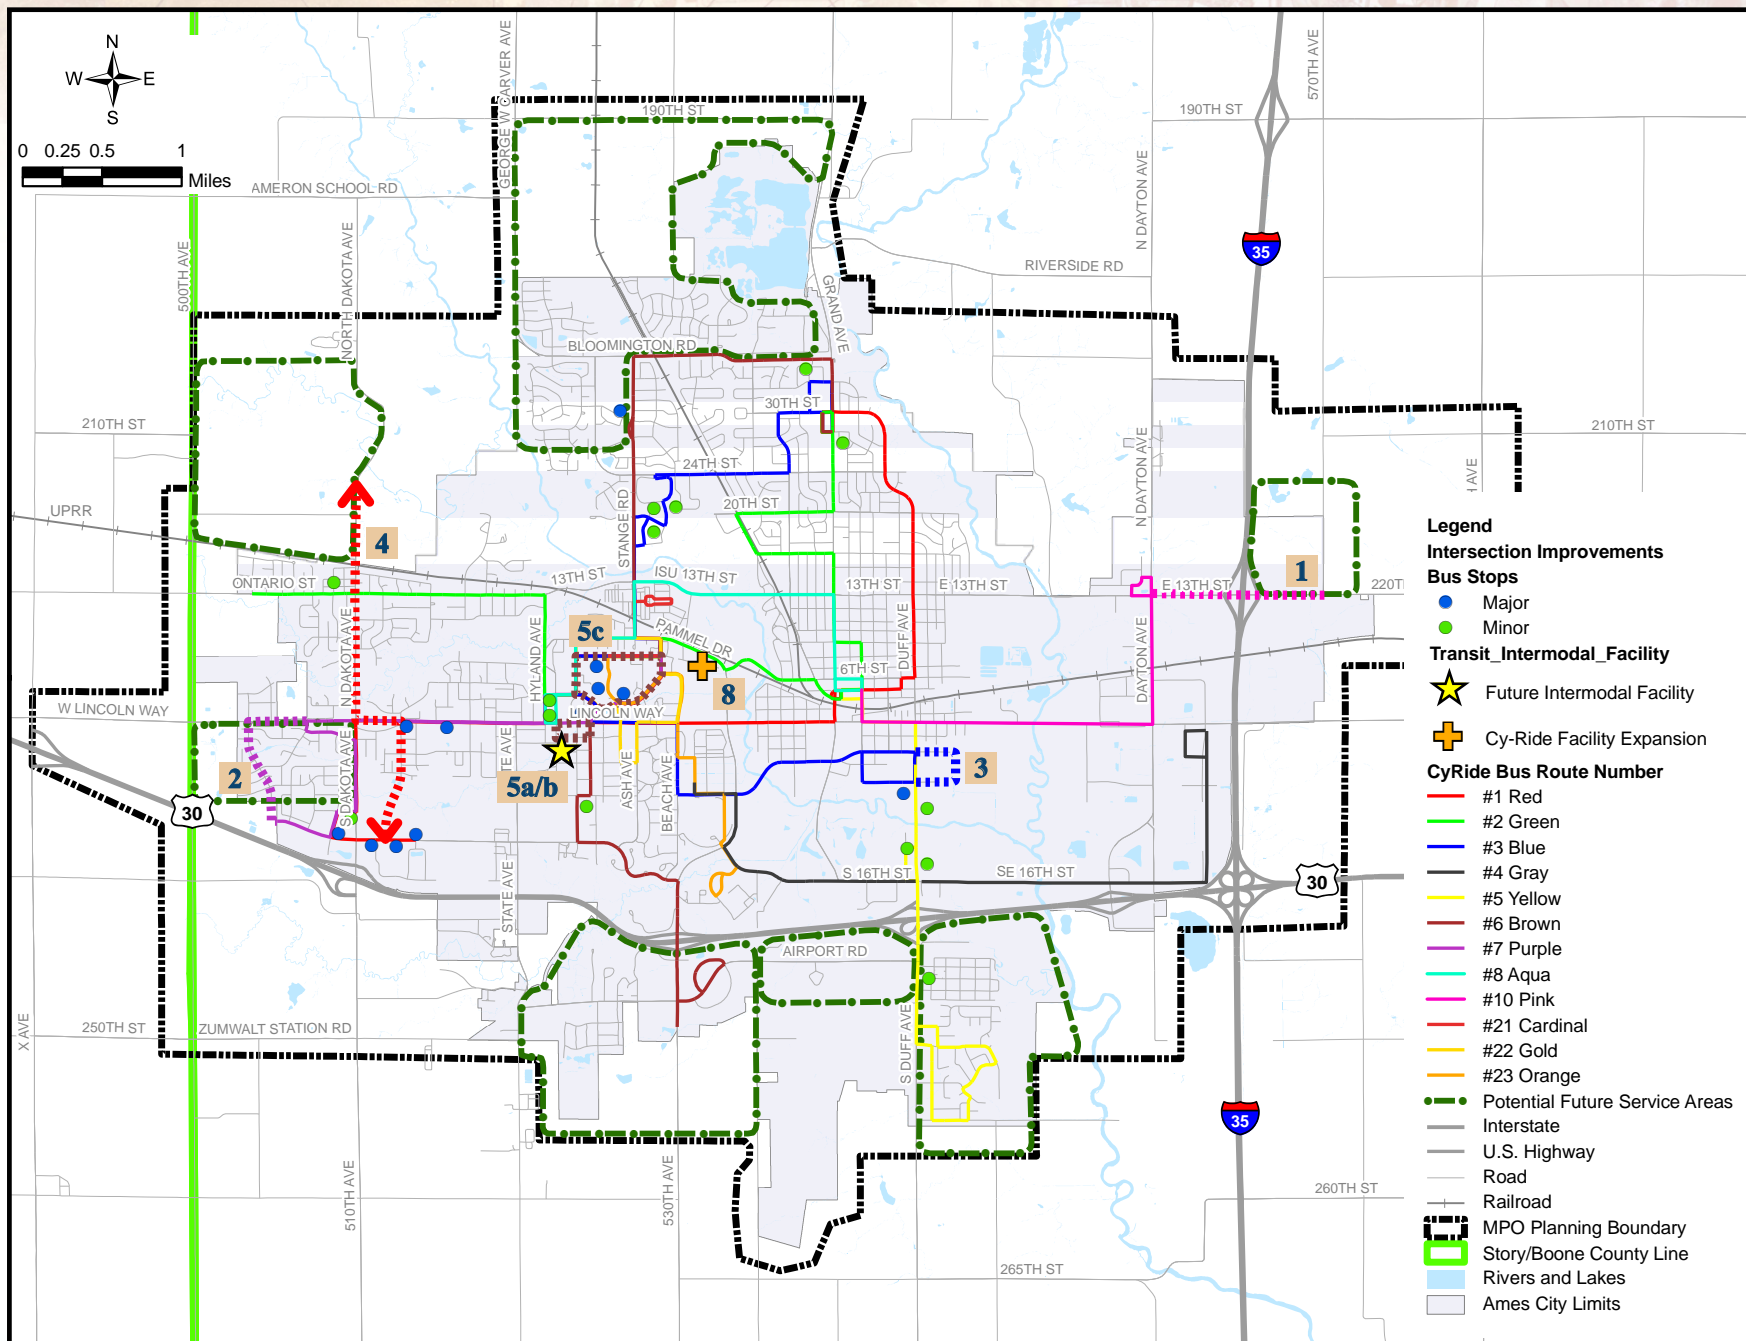 N
W E
S
0 0.25 0.5 1
Miles
GEORGE W CARVER AVE
570TH AVE
190TH ST
190TH ST
AMERON SCHOOL RD
500TH AVE
NORTH DAKOTA AVE
N DAYTON AVE
RIVERSIDE RD
35
GRAND AVE
BLOOMINGTON RD
30TH ST
210TH ST
210TH ST
24TH ST
N DAYTON AVE
20TH ST
STANGE RD
UPRR
4
ONTARIO ST
13TH ST
ISU 13TH ST
13TH ST
E 13TH ST
E 13TH ST
1
220T
N DAKOTA AVE
HYLAND AVE
5c
PAMMEL DR
DUFF AVE
6TH ST
DAYTON AVE
8
W LINCOLN WAY
LINCOLN WAY
2
S DAKOTA AVE
TE AVE
5a/b
ASH AVE
BEACH AVE
3
30
30
S 16TH ST
SE 16TH ST
STATE AVE
AIRPORT RD
X AVE
250TH ST
ZUMWALT STATION RD
S DUFF AVE
35
510TH AVE
530TH AVE
260TH ST
265TH ST
Legend
Intersection Improvements
Bus Stops
Major
Minor
Transit_Intermodal_Facility
Future Intermodal Facility
Cy-Ride Facility Expansion
CyRide Bus Route Number
#1 Red
#2 Green
#3 Blue
#4 Gray
#5 Yellow
#6 Brown
#7 Purple
#8 Aqua
#10 Pink
#21 Cardinal
#22 Gold
#23 Orange
Potential Future Service Areas
Interstate
U.S. Highway
Road
Railroad
MPO Planning Boundary
Story/Boone County Line
Rivers and Lakes
Ames City Limits